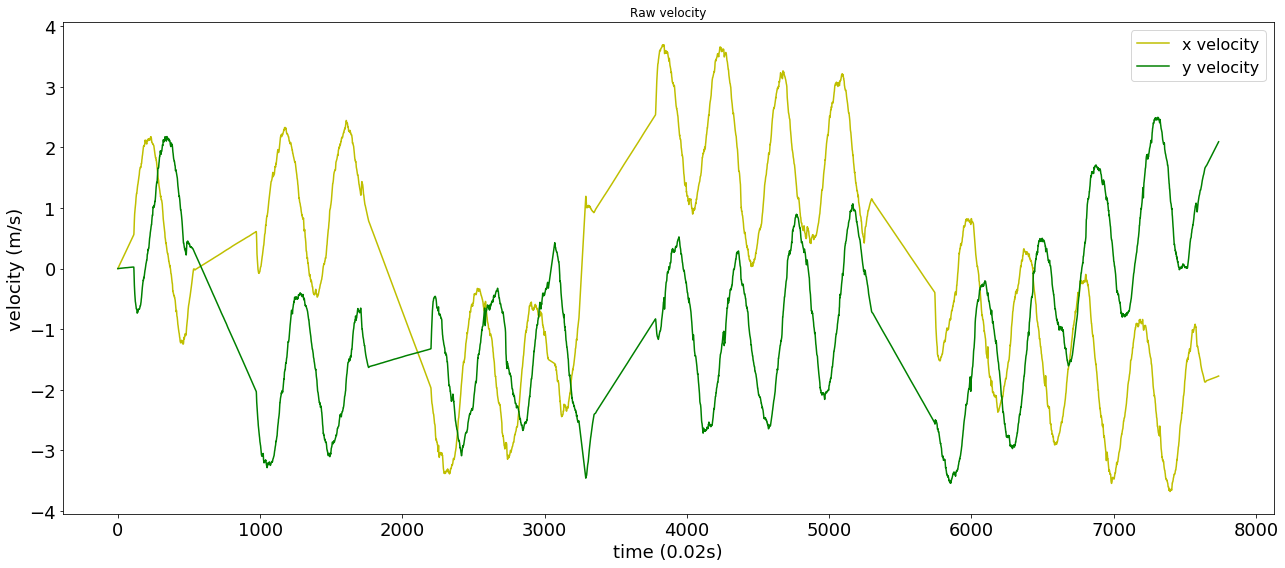 Raw velocity
x velocity
y velocity
velocity (m/s)
4
3
2
1
0
−1
−2
−3
−4
0 1000 2000 3000 4000 5000 6000 7000 8000
time (0.02s)